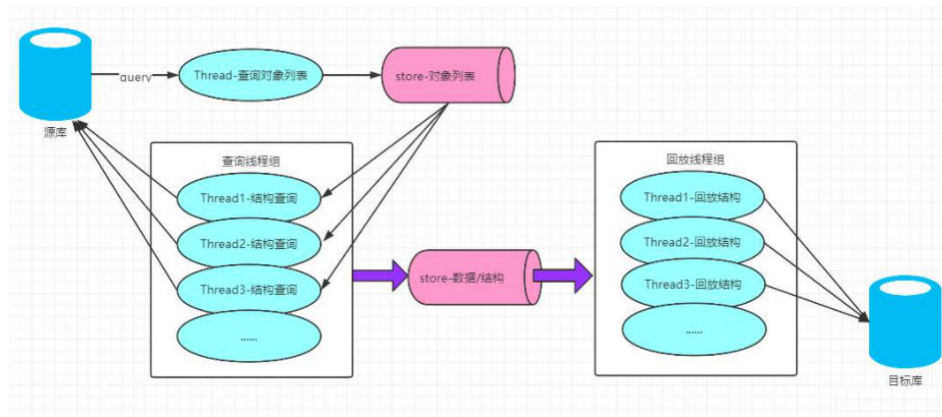 query
Thread-查询对象列表
store-对象列表
源库
查询线程组
Thread1-结构查询
Thread2-结构查询
Thread3-结构查询
......
store-数据/结构
回放线程组
Thread1-回放结构
Thread2-回放结构
Thread3-回放结构
......
目标库